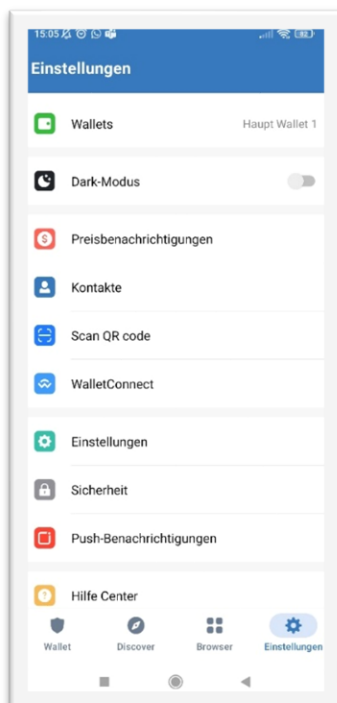 15:05
82
Einstellungen
Wallets Haupt Wallet 1
Dark-Modus
Preisbenachrichtigungen
Kontakte
Scan QR code
WalletConnect
Einstellungen
Sicherheit
Push-Benachrichtigungen
Hilfe Center
Wallet Discover Browser Einstellungen